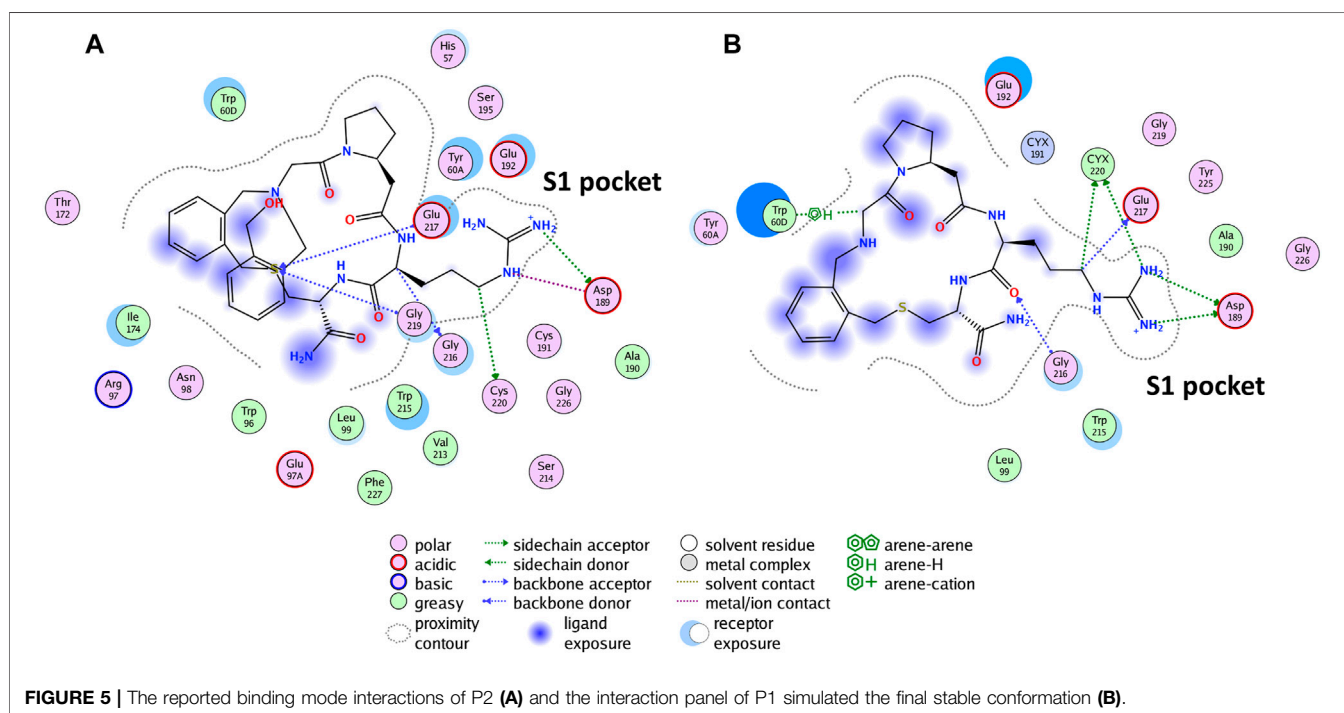 A
His
57
Trp
60D
Ser
195
Tyr
60A
Glu
192
S1 pocket
Thr
172
N
N
OH
O
O
Glu
217
H2N
NH2
+
NH
NH
Asp
189
S
H
N
O
Gly
219
Gly
216
Cys
191
Ala
190
Ile
174
H2N
O
Arg
97
Asn
98
Trp
96
Leu
99
Trp
215
Val
213
Cys
220
Gly
226
Glu
97A
Phe
227
Ser
214
B
Glu
192
CYX
191
Gly
219
CYX
220
Tyr
225
Glu
217
Tyr
60A
Trp
60D
H
N
O
O
NH
NH
Ala
190
Gly
226
O
HN
S
NH2
O
N
H
NH2
NH2
+
Asp
189
Gly
216
S1 pocket
Trp
215
Leu
99
polar
acidic
basic
greasy
proximity
contour
sidechain acceptor
sidechain donor
backbone acceptor
backbone donor
ligand
exposure
solvent residue
metal complex
solvent contact
metal/ion contact
receptor
exposure
arene-arene
H arene-H
+ arene-cation
FIGURE 5 | The reported binding mode interactions of P2 (A) and the interaction panel of P1 simulated the final stable conformation (B).